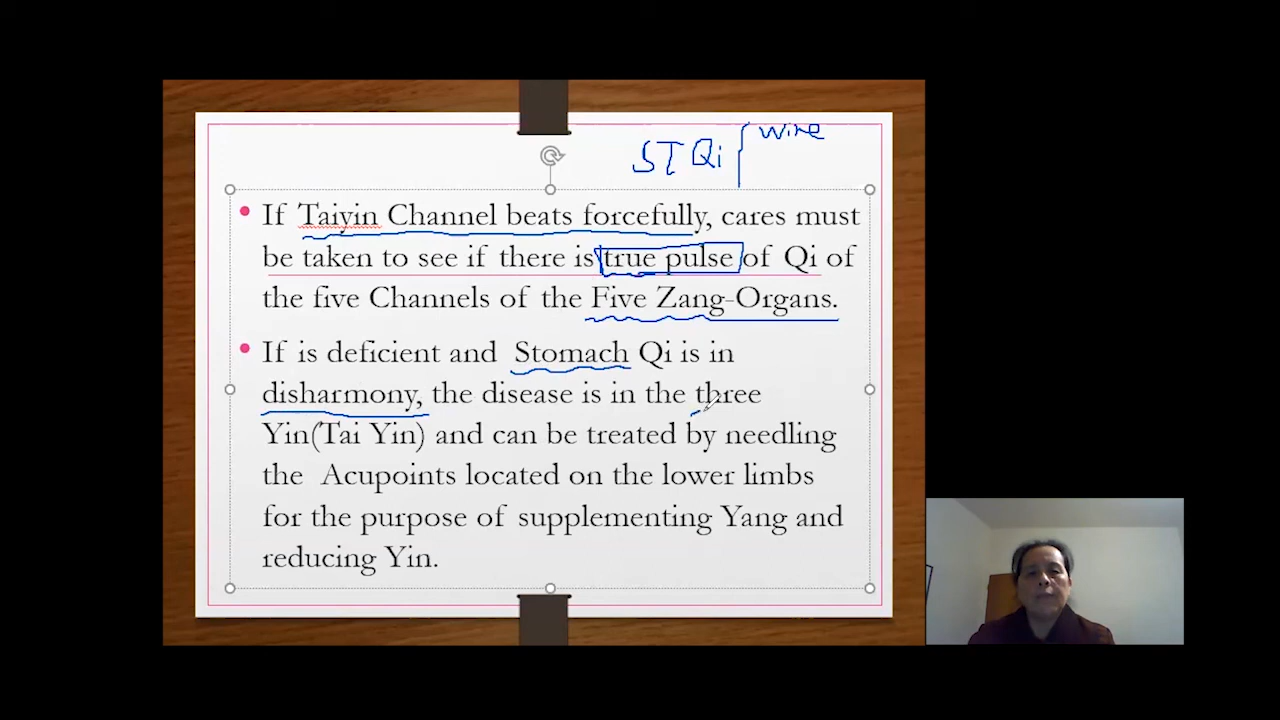 ST Qi { wire
• If Taiyin Channel beats forcefully, cares must
be taken to see if there is true pulse of Qi of
the five Channels of the Five Zang-Organs.
• If is deficient and Stomach Qi is in
disharmony, the disease is in the three
Yin(Tai Yin) and can be treated by needling
the Acupoints located on the lower limbs
for the purpose of supplementing Yang and
reducing Yin.